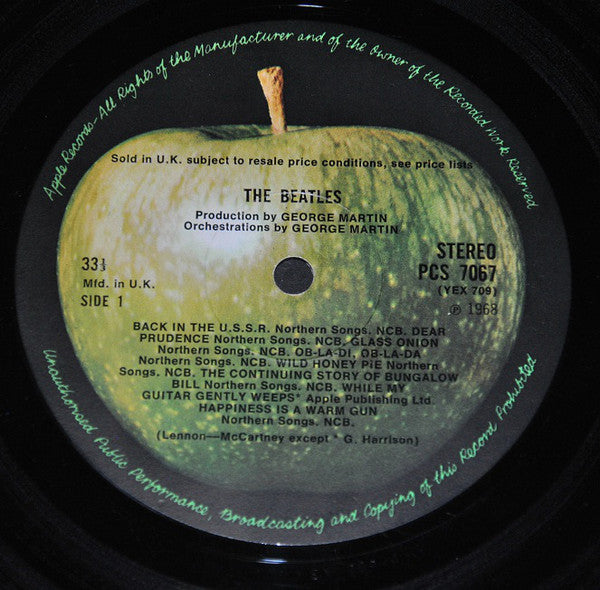 Apple Records–All Rights of the Manufacturer and of the Owner of the Recorded Work Reserved
Sold in U.K. subject to resale price conditions, see price lists
THE BEATLES
Production by GEORGE MARTIN
Orchestrations by GEORGE MARTIN
33⅓
Mfd. in U.K.
SIDE 1
STEREO
PCS 7067
(YEX 709)
℗ 1968
BACK IN THE U.S.S.R. Northern Songs. NCB. DEAR
PRUDENCE Northern Songs. NCB. GLASS ONION
Northern Songs. NCB. OB-LA-DI, OB-LA-DA
Northern Songs. NCB. WILD HONEY PIE Northern
Songs. NCB. THE CONTINUING STORY OF BUNGALOW
BILL Northern Songs. NCB. WHILE MY
GUITAR GENTLY WEEPS* Apple Publishing Ltd.
HAPPINESS IS A WARM GUN
Northern Songs. NCB.
(Lennon—McCartney except * G. Harrison)
Unauthorised Public Performance, Broadcasting and Copying of this Record Prohibited